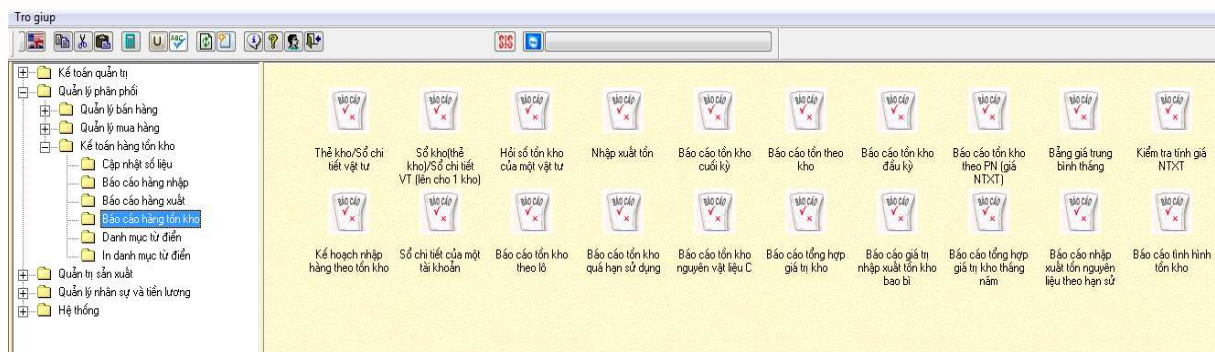 Tro giup
SIS
Kế toán quản trị
Quản lý phân phối
Quản lý bán hàng
Quản lý mua hàng
Kế toán hàng tồn kho
Cập nhật số liệu
Báo cáo hàng nhập
Báo cáo hàng xuất
Báo cáo hàng tồn kho
Danh mục từ điển
In danh mục từ điển
Quản trị sản xuất
Quản lý nhân sự và tiền lương
Hệ thống
Thẻ kho/Sổ chi
tiết vật tư
Sổ kho(thẻ
kho)/Sổ chi tiết
VT (lên cho 1 kho)
Hỏi số tồn kho
của một vật tư
Nhập xuất tồn
Báo cáo tồn kho
cuối kỳ
Báo cáo tồn theo
kho
Báo cáo tồn kho
đầu kỳ
Báo cáo tồn kho
theo PN (giá
NTXT)
Bảng giá trung
bình tháng
Kiểm tra tính giá
NTXT
Kế hoạch nhập
hàng theo tồn kho
Sổ chi tiết của một
tài khoản
Báo cáo tồn kho
theo lô
Báo cáo tồn kho
quá hạn sử dụng
Báo cáo tồn kho
nguyên vật liệu C
Báo cáo tổng hợp
giá trị kho
Báo cáo giá trị
nhập xuất tồn kho
bao bì
Báo cáo tổng hợp
giá trị kho tháng
năm
Báo cáo nhập
xuất tồn nguyên
liệu theo hạn sử
Báo cáo tình hình
tồn kho